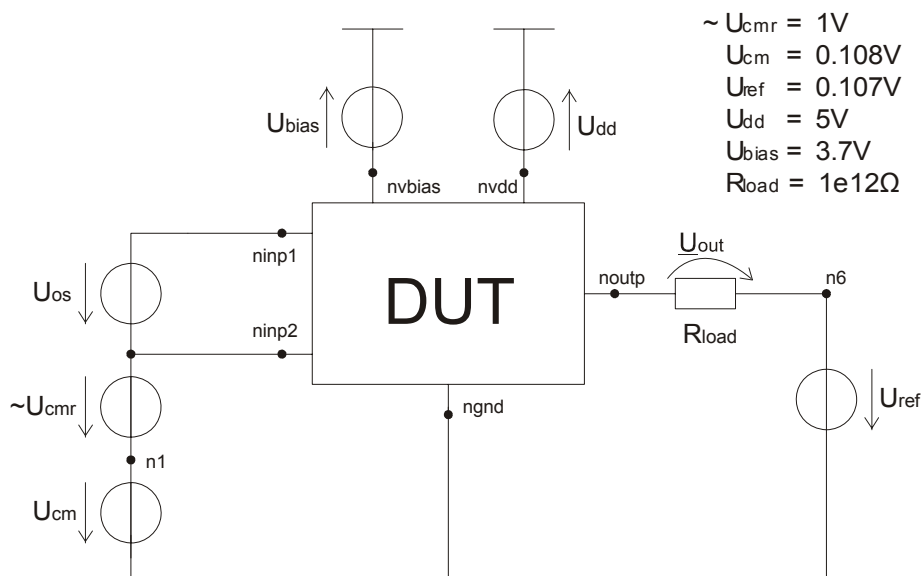 ~Ucmr = 1V
Ucm = 0.108V
Uref = 0.107V
Udd = 5V
Ubias = 3.7V
Rload = 1e12Ω
Ubias
Udd
nvbias
nvdd
ninp1
Uos
ninp2
DUT
Uout
noutp
n6
Rload
~Ucmr
ngnd
Uref
n1
Ucm